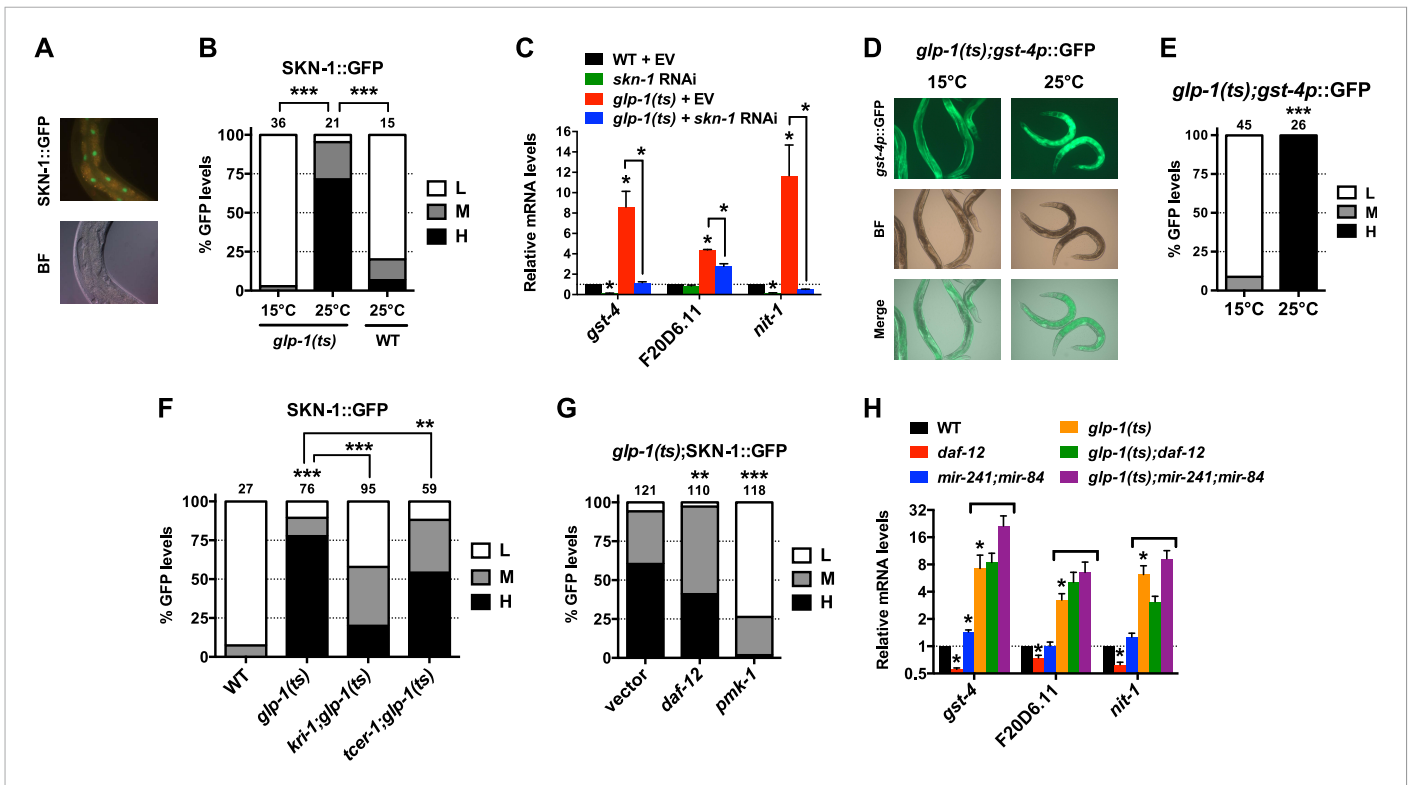 A
SKN-1::GFP
BF
B
SKN-1::GFP
*** ***
36 21 15
% GFP levels
100
75
50
25
0
L
M
H
15°C 25°C 25°C
glp-1(ts) WT
C
WT + EV
skn-1 RNAi
glp-1(ts) + EV
glp-1(ts) + skn-1 RNAi
Relative mRNA levels
16
14
12
10
8
6
4
2
0
* * * * * * * *
gst-4 F20D6.11 nit-1
D
glp-1(ts);gst-4p::GFP
15°C 25°C
gst-4p::GFP
BF
Merge
E
glp-1(ts);gst-4p::GFP
***
45 26
% GFP levels
100
75
50
25
0
L
M
H
15°C 25°C
F
SKN-1::GFP
**
***
***
27 76 95 59
% GFP levels
100
75
50
25
0
L
M
H
WT glp-1(ts) kri-1;glp-1(ts) tcer-1;glp-1(ts)
G
glp-1(ts);SKN-1::GFP
** ***
121 110 118
% GFP levels
100
75
50
25
0
L
M
H
vector daf-12 pmk-1
H
WT glp-1(ts)
daf-12 glp-1(ts);daf-12
mir-241;mir-84 glp-1(ts);mir-241;mir-84
Relative mRNA levels
32
16
8
4
2
1
0.5
* * * * * * *
gst-4 F20D6.11 nit-1